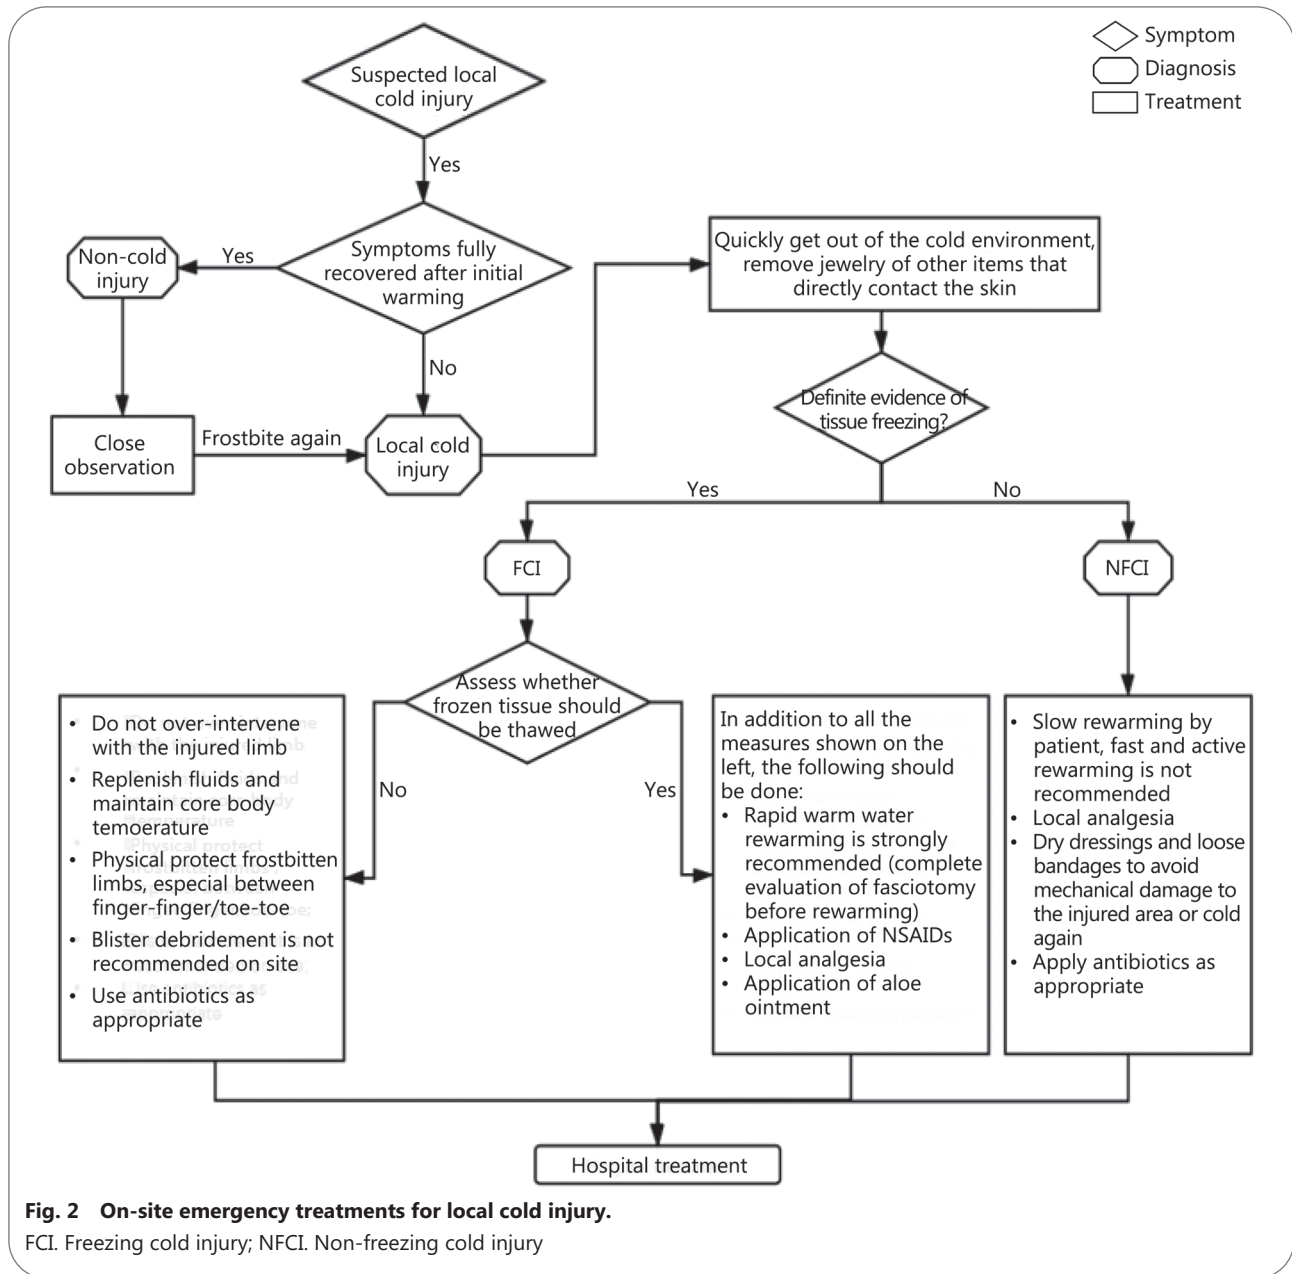 Symptom
Diagnosis
Treatment
Suspected local
cold injury
Yes
Symptoms fully
recovered after initial
warming
Yes
Non-cold
injury
No
Close
observation
Frostbite again
Local cold
injury
Quickly get out of the cold environment,
remove jewelry of other items that
directly contact the skin
Definite evidence of
tissue freezing?
Yes
No
FCI
NFCI
Assess whether
frozen tissue should
be thawed
No
Yes
• Do not over-intervene
with the injured limb
• Replenish fluids and
maintain core body
temoerature
• Physical protect frostbitten
limbs, especial between
finger-finger/toe-toe
• Blister debridement is not
recommended on site
• Use antibiotics as
appropriate
In addition to all the
measures shown on the
left, the following should
be done:
• Rapid warm water
rewarming is strongly
recommended (complete
evaluation of fasciotomy
before rewarming)
• Application of NSAIDs
• Local analgesia
• Application of aloe
ointment
• Slow rewarming by
patient, fast and active
rewarming is not
recommended
• Local analgesia
• Dry dressings and loose
bandages to avoid
mechanical damage to
the injured area or cold
again
• Apply antibiotics as
appropriate
Hospital treatment
Fig. 2 On-site emergency treatments for local cold injury.
FCI. Freezing cold injury; NFCI. Non-freezing cold injury